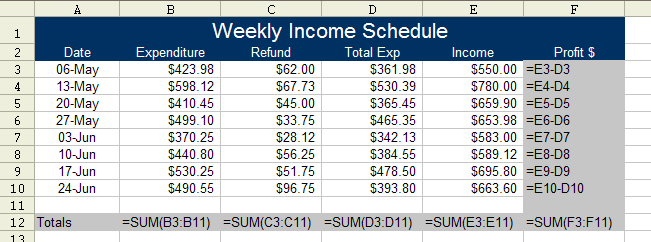 A B C D E F
1 Weekly Income Schedule
2 Date Expenditure Refund Total Exp Income Profit $
3 06-May $423.98 $62.00 $361.98 $550.00 =E3-D3
4 13-May $598.12 $67.73 $530.39 $780.00 =E4-D4
5 20-May $410.45 $45.00 $365.45 $659.90 =E5-D5
6 27-May $499.10 $33.75 $465.35 $653.98 =E6-D6
7 03-Jun $370.25 $28.12 $342.13 $583.00 =E7-D7
8 10-Jun $440.80 $56.25 $384.55 $589.12 =E8-D8
9 17-Jun $530.25 $51.75 $478.50 $695.80 =E9-D9
10 24-Jun $490.55 $96.75 $393.80 $663.60 =E10-D10
11
12 Totals =SUM(B3:B11) =SUM(C3:C11) =SUM(D3:D11) =SUM(E3:E11) =SUM(F3:F11)
13